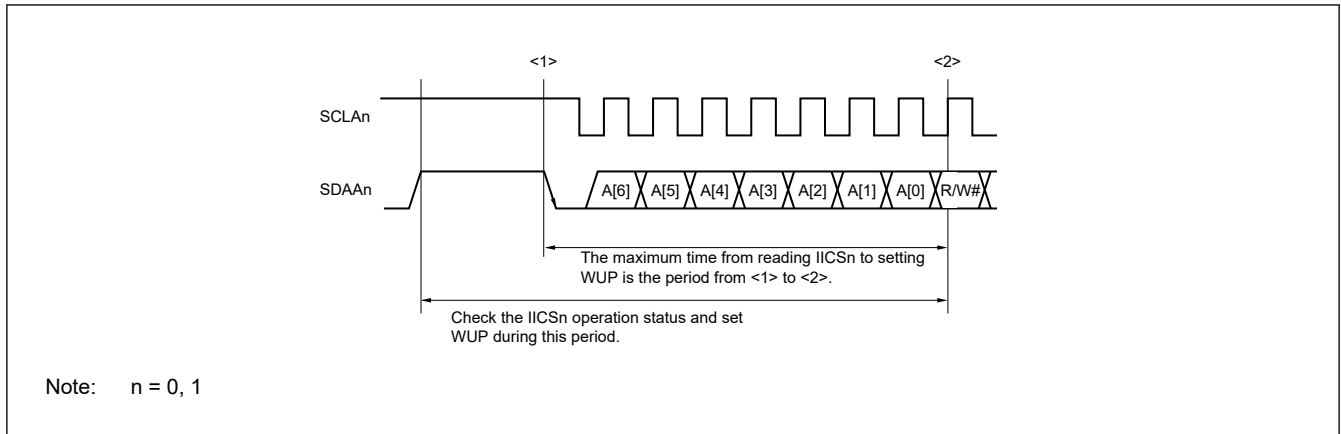 <1> <2>
SCLAn
SDAAn A[6] A[5] A[4] A[3] A[2] A[1] A[0] R/W#
The maximum time from reading IICSn to setting
WUP is the period from <1> to <2>.
Check the IICSn operation status and set
WUP during this period.
Note: n = 0, 1